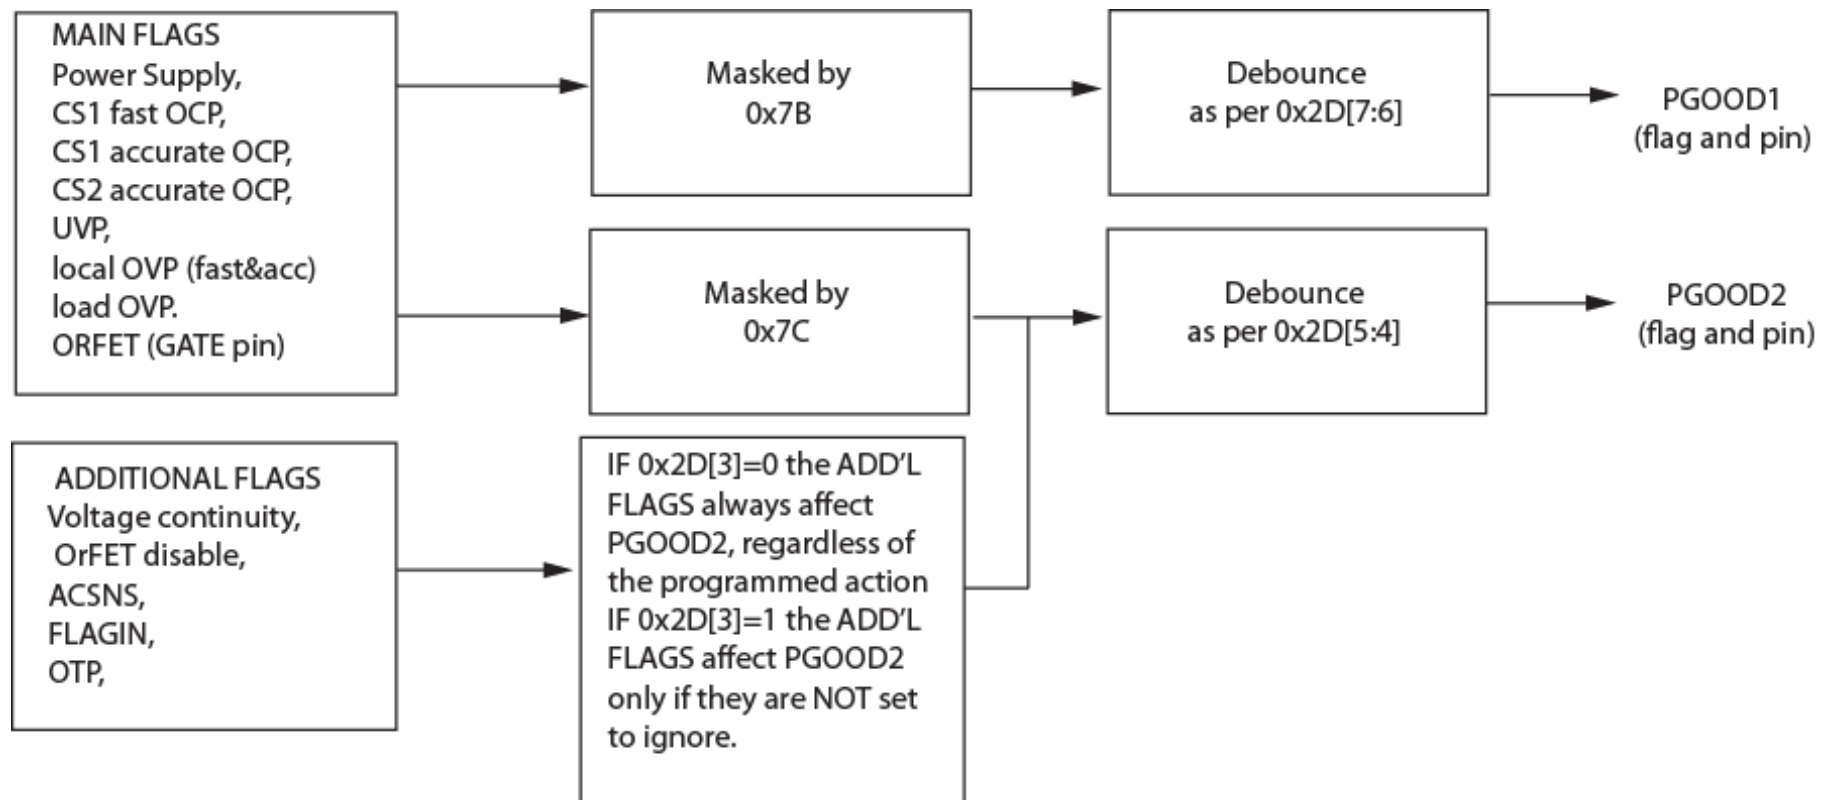 MAIN FLAGS
Power Supply,
CS1 fast OCP,
CS1 accurate OCP,
CS2 accurate OCP,
UVP,
local OVP (fast&acc)
load OVP.
ORFET (GATE pin)
Masked by
0x7B
Debounce
as per 0x2D[7:6]
PGOOD1
(flag and pin)
Masked by
0x7C
Debounce
as per 0x2D[5:4]
PGOOD2
(flag and pin)
ADDITIONAL FLAGS
Voltage continuity,
OrFET disable,
ACSNS,
FLAGIN,
OTP,
IF 0x2D[3]=0 the ADD’L
FLAGS always affect
PGOOD2, regardless of
the programmed action
IF 0x2D[3]=1 the ADD’L
FLAGS affect PGOOD2
only if they are NOT set
to ignore.